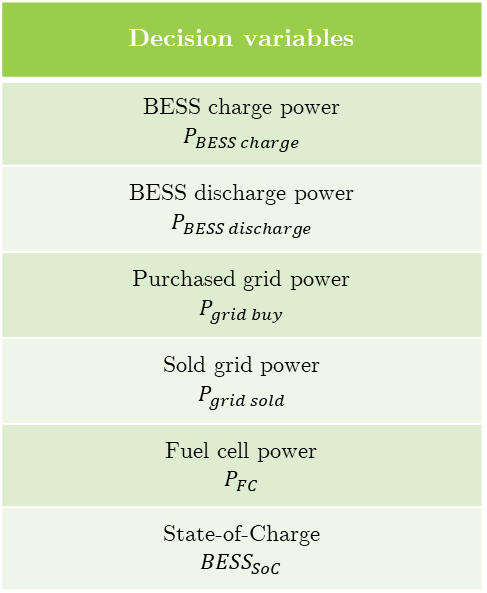 Decision variables
BESS charge power
P_{BESS charge}
BESS discharge power
P_{BESS discharge}
Purchased grid power
P_{grid buy}
Sold grid power
P_{grid sold}
Fuel cell power
P_{FC}
State-of-Charge
BESS_{SoC}